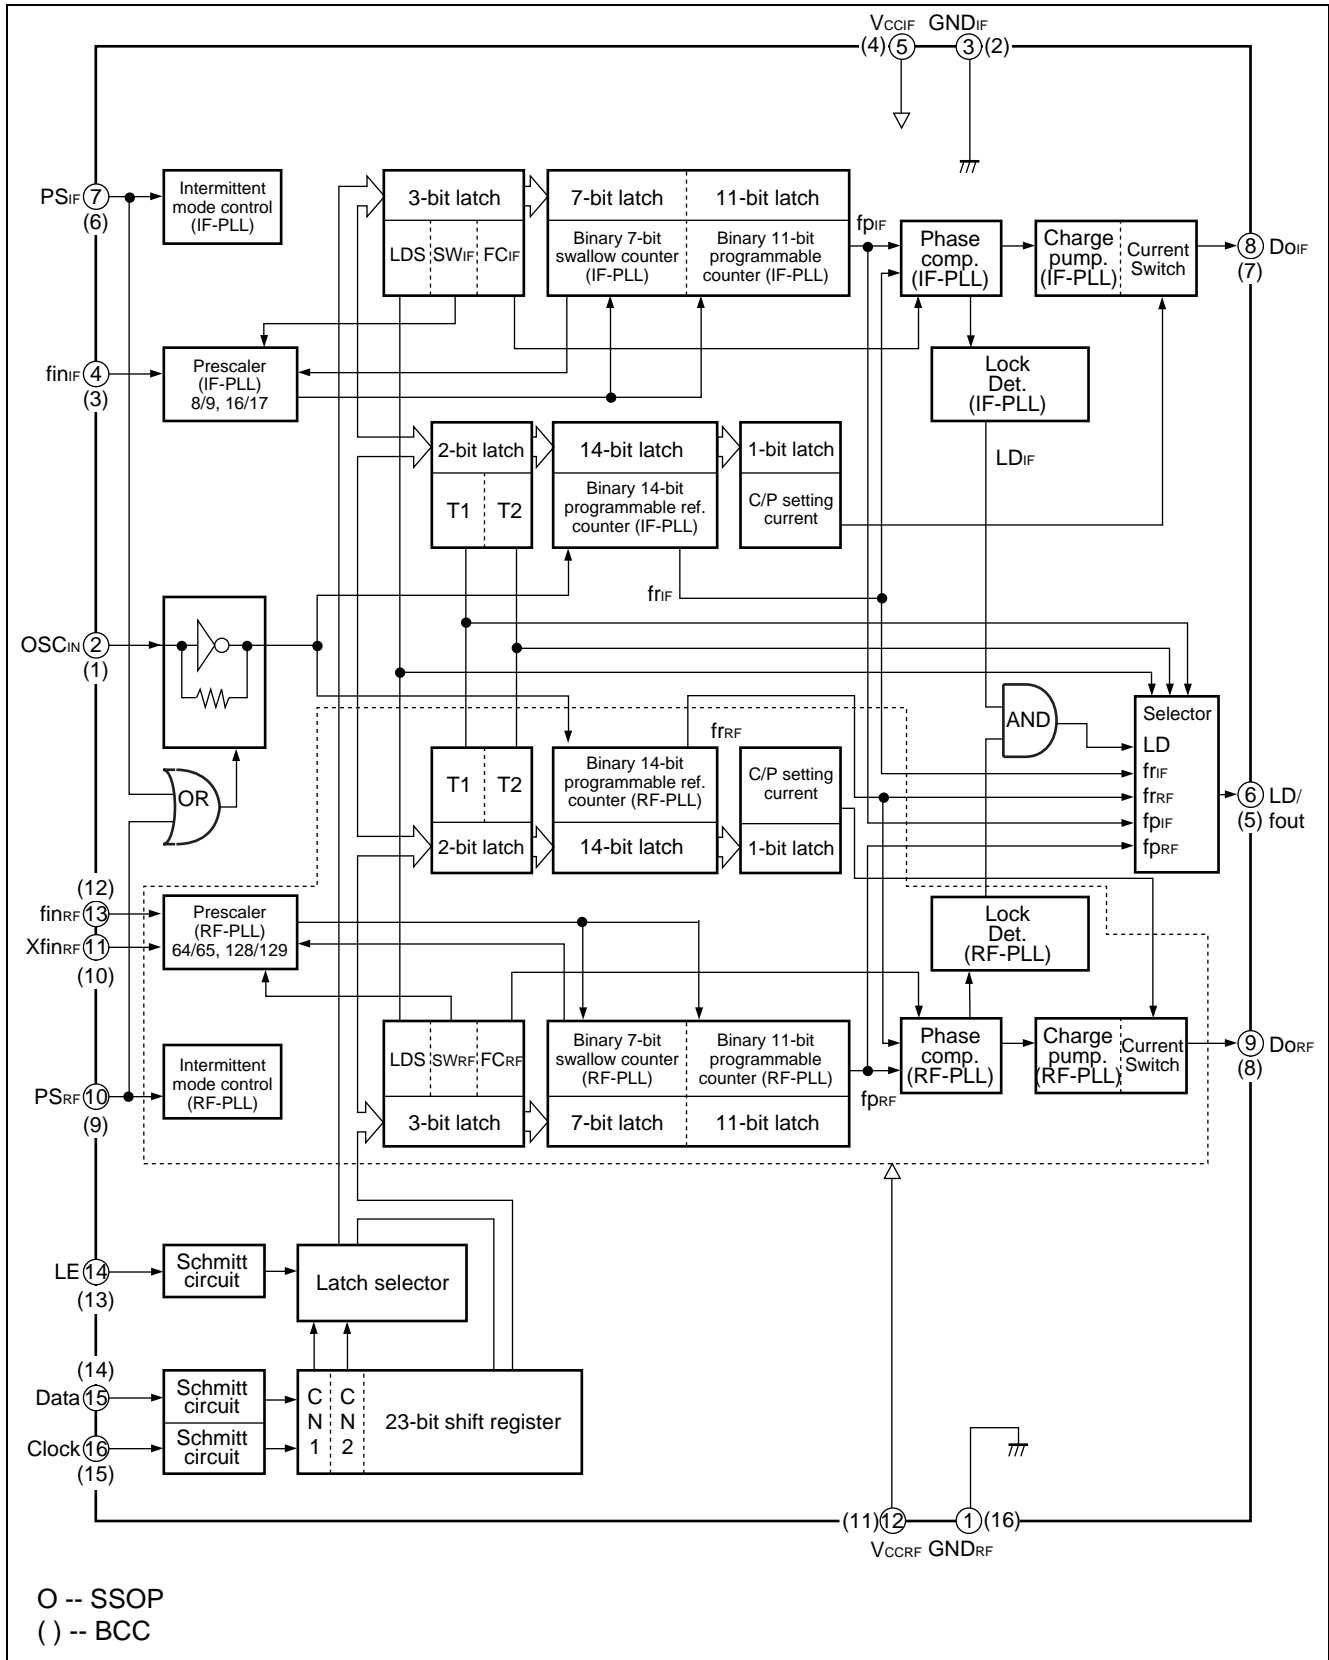 VCCIF GNDIF
(4) 5 3 (2)
PSIF 7
(6)
Intermittent
mode control
(IF-PLL)
3-bit latch
LDS SWIF FCIF
7-bit latch
11-bit latch
Binary 7-bit
swallow counter
(IF-PLL)
Binary 11-bit
programmable
counter (IF-PLL)
fpIF
Phase
comp.
(IF-PLL)
Charge
pump.
(IF-PLL)
Current
Switch
8 DoIF
(7)
finIF 4
(3)
Prescaler
(IF-PLL)
8/9, 16/17
Lock
Det.
(IF-PLL)
LDIF
2-bit latch
T1 T2
14-bit latch
Binary 14-bit
programmable ref.
counter (IF-PLL)
1-bit latch
C/P setting
current
frIF
OSCIN 2
(1)
OR
AND
Selector
LD
frIF
frRF
fpIF
fpRF
6 LD/
(5) fout
frRF
T1 T2
2-bit latch
Binary 14-bit
programmable ref.
counter (RF-PLL)
14-bit latch
C/P setting
current
1-bit latch
(12)
finRF 13
XfinRF 11
(10)
Prescaler
(RF-PLL)
64/65, 128/129
Lock
Det.
(RF-PLL)
LDS SWRF FCRF
3-bit latch
Binary 7-bit
swallow counter
(RF-PLL)
Binary 11-bit
programmable
counter (RF-PLL)
7-bit latch
11-bit latch
fpRF
Phase
comp.
(RF-PLL)
Charge
pump.
(RF-PLL)
Current
Switch
9 DoRF
(8)
PSRF 10
(9)
Intermittent
mode control
(RF-PLL)
LE 14
(13)
Schmitt
circuit
Latch selector
(14)
Data 15
Schmitt
circuit
Clock 16
(15)
Schmitt
circuit
C
N
1
C
N
2
23-bit shift register
(11) 12 1 (16)
VCCRF GNDRF
O -- SSOP
( ) -- BCC